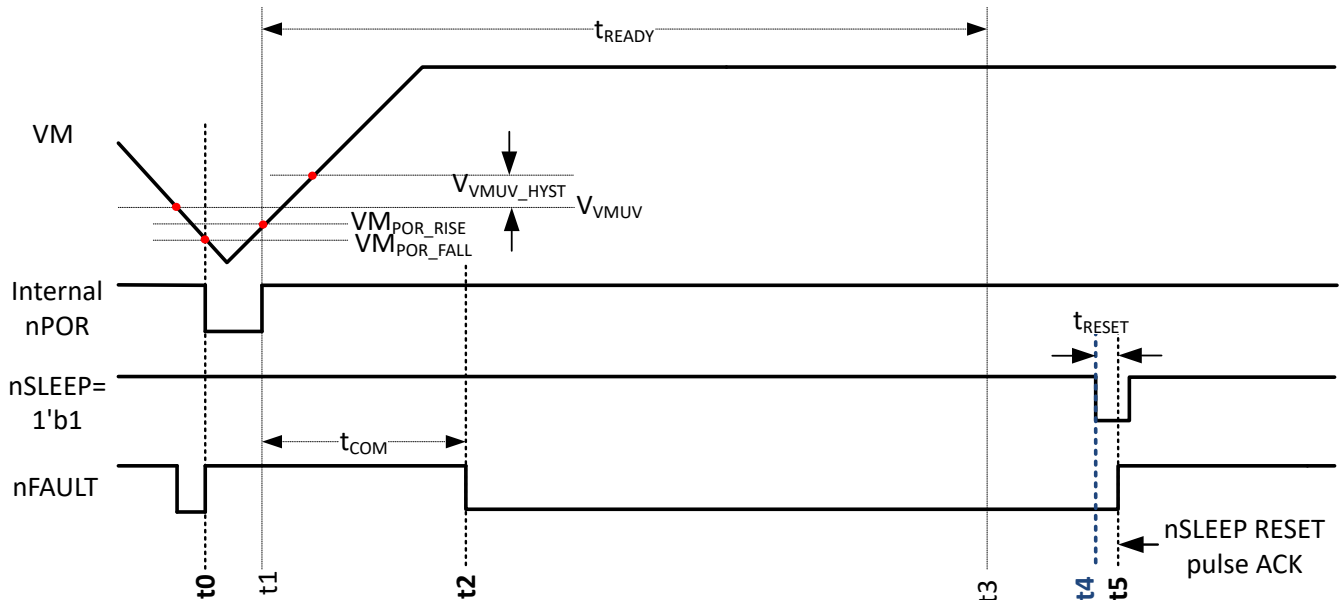 tREADY
VM
VVMUV_HYST
VVMUV
VMPOR_RISE
VMPOR_FALL
Internal
nPOR
tRESET
nSLEEP=
1'b1
tCOM
nFAULT
nSLEEP RESET
pulse ACK
t0
t1
t2
t3
t4
t5